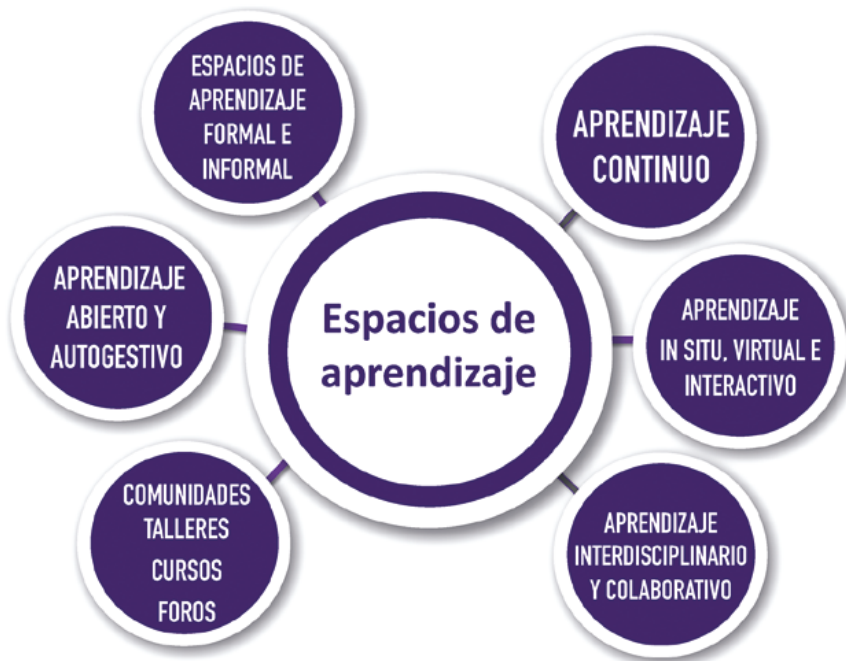 ESPACIOS DE
APRENDIZAJE
FORMAL E
INFORMAL
APRENDIZAJE
CONTINUO
APRENDIZAJE
ABIERTO Y
AUTOGESTIVO
Espacios de
aprendizaje
APRENDIZAJE
IN SITU, VIRTUAL E
INTERACTIVO
COMUNIDADES
TALLERES
CURSOS
FOROS
APRENDIZAJE
INTERDISCIPLINARIO
Y COLABORATIVO